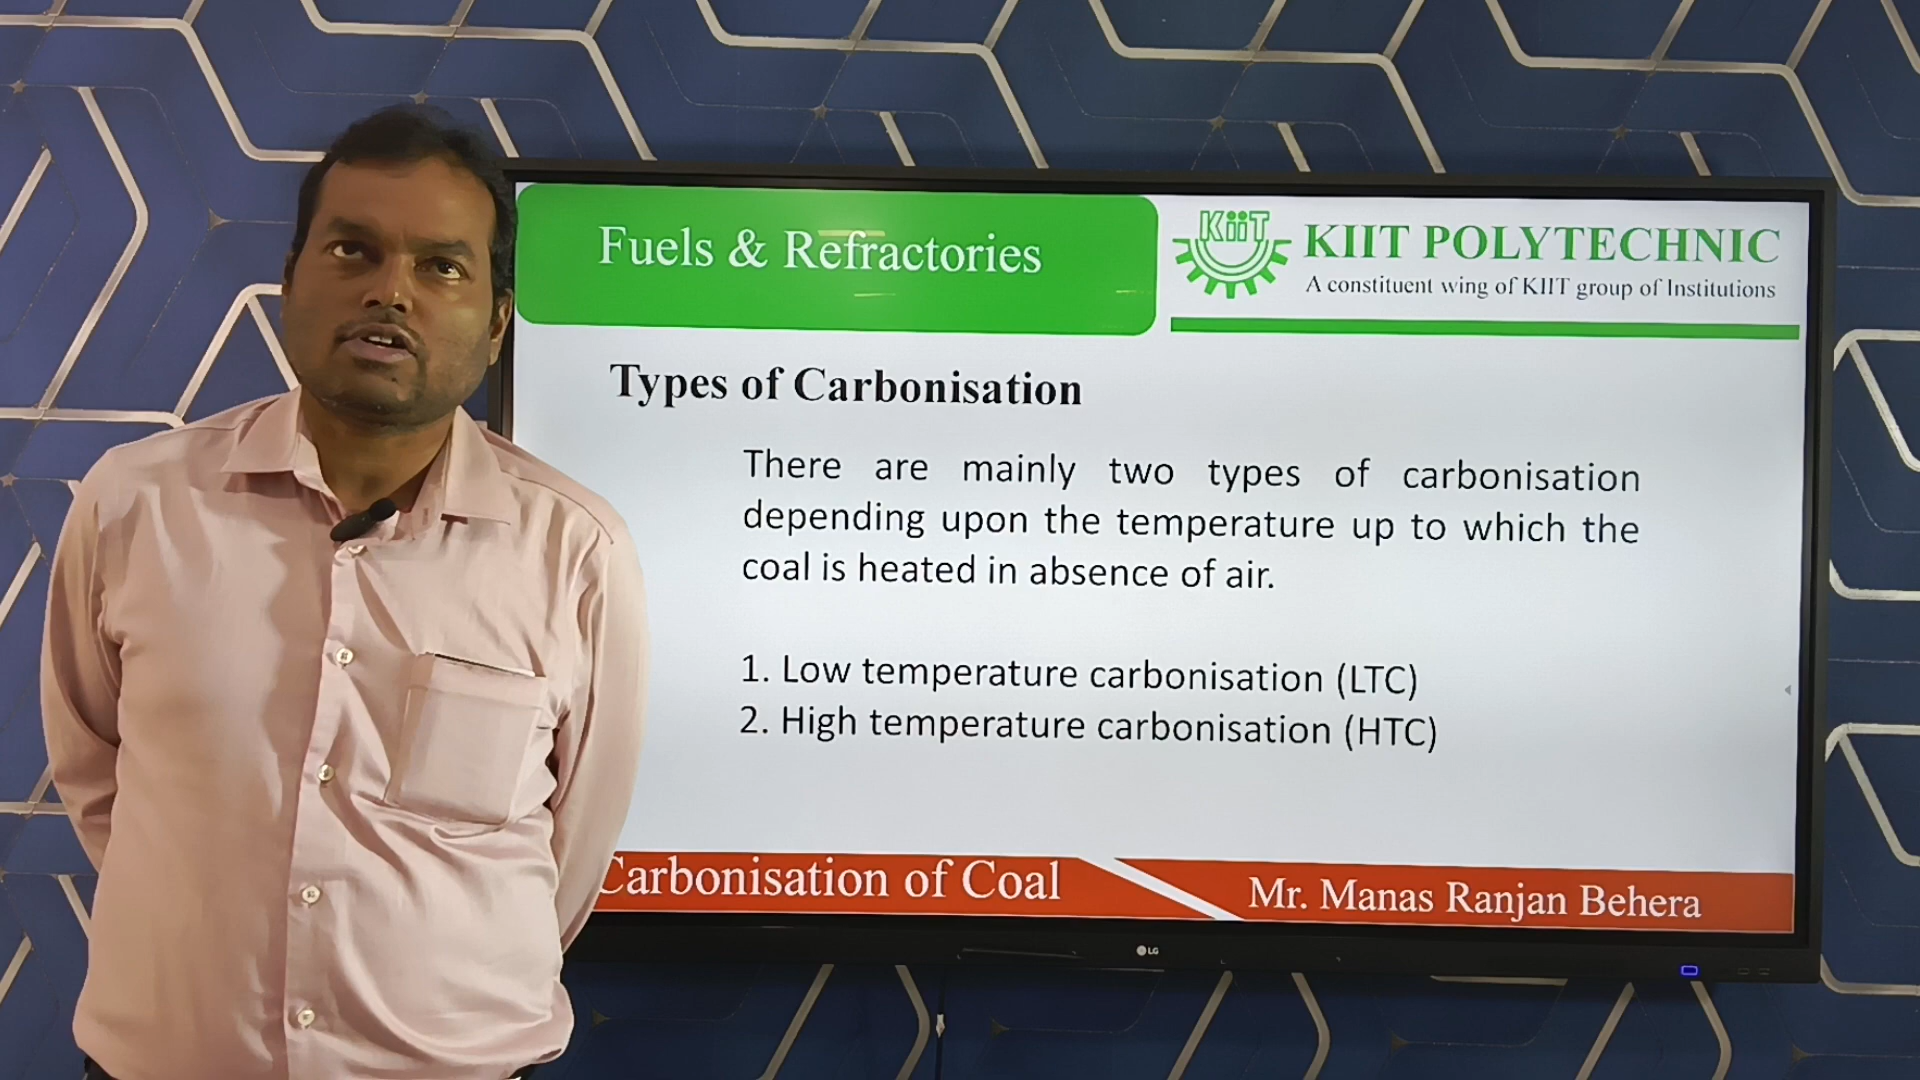 Fuels & Refractories
KiiT
KIIT POLYTECHNIC
A constituent wing of KIIT group of Institutions
Types of Carbonisation
There are mainly two types of carbonisation
depending upon the temperature up to which the
coal is heated in absence of air.
1. Low temperature carbonisation (LTC)
2. High temperature carbonisation (HTC)
Carbonisation of Coal
Mr. Manas Ranjan Behera
LG